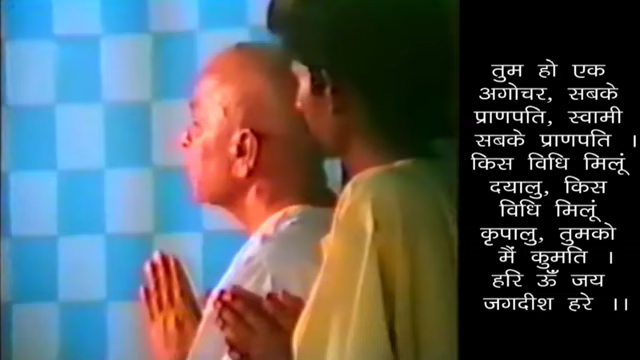 तुम हो एक
अगोचर, सबके
प्राणपति, स्वामी
सबके प्राणपति ।
किस विधि मिलूं
दयालु, किस
विधि मिलूं
कृपालु, तुमको
मैं कुमति ।
हरि ऊँ जय
जगदीश हरे ।।